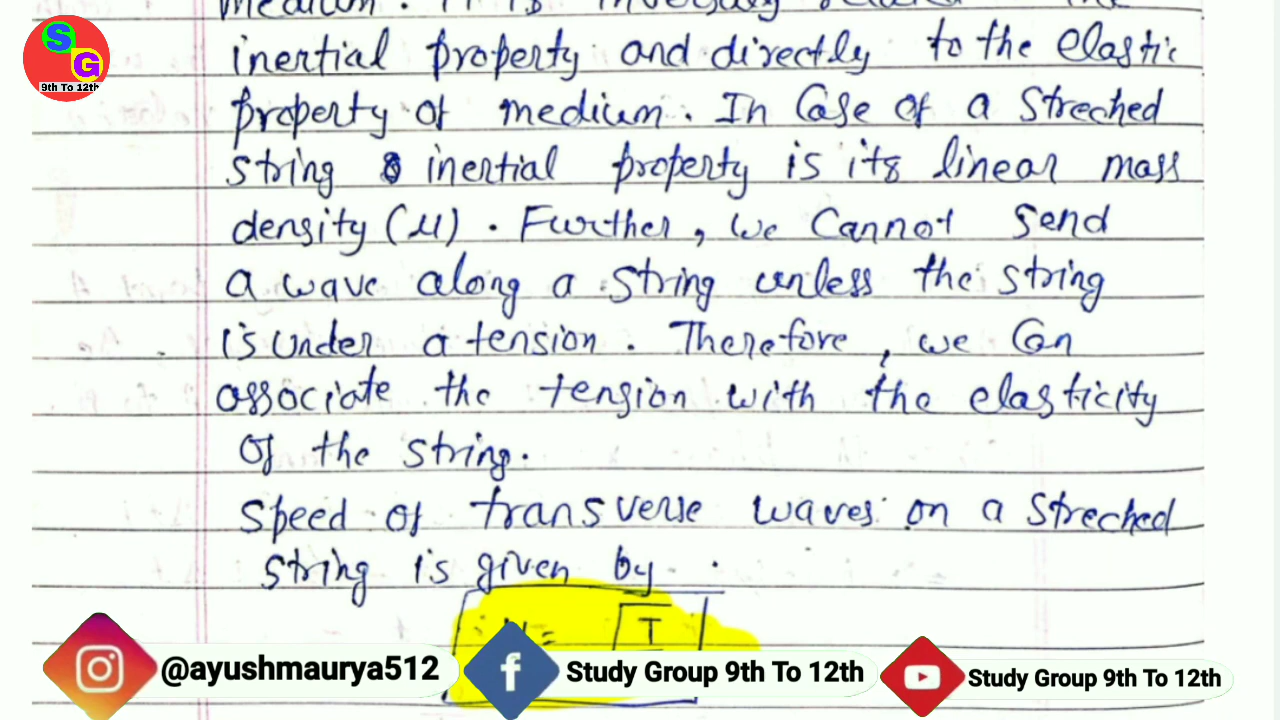 inertial property and directly to the elastic
property of medium. In Case of a Streched
string inertial property is its linear mass
density (μ). Further, we Cannot Send
a wave along a string unless the string
is under a tension. Therefore, we Can
associate the tension with the elasticity
of the string.
Speed of transverse waves on a Streched
string is given by
T
SG
9th To 12th
@ayushmaurya512
Study Group 9th To 12th
Study Group 9th To 12th